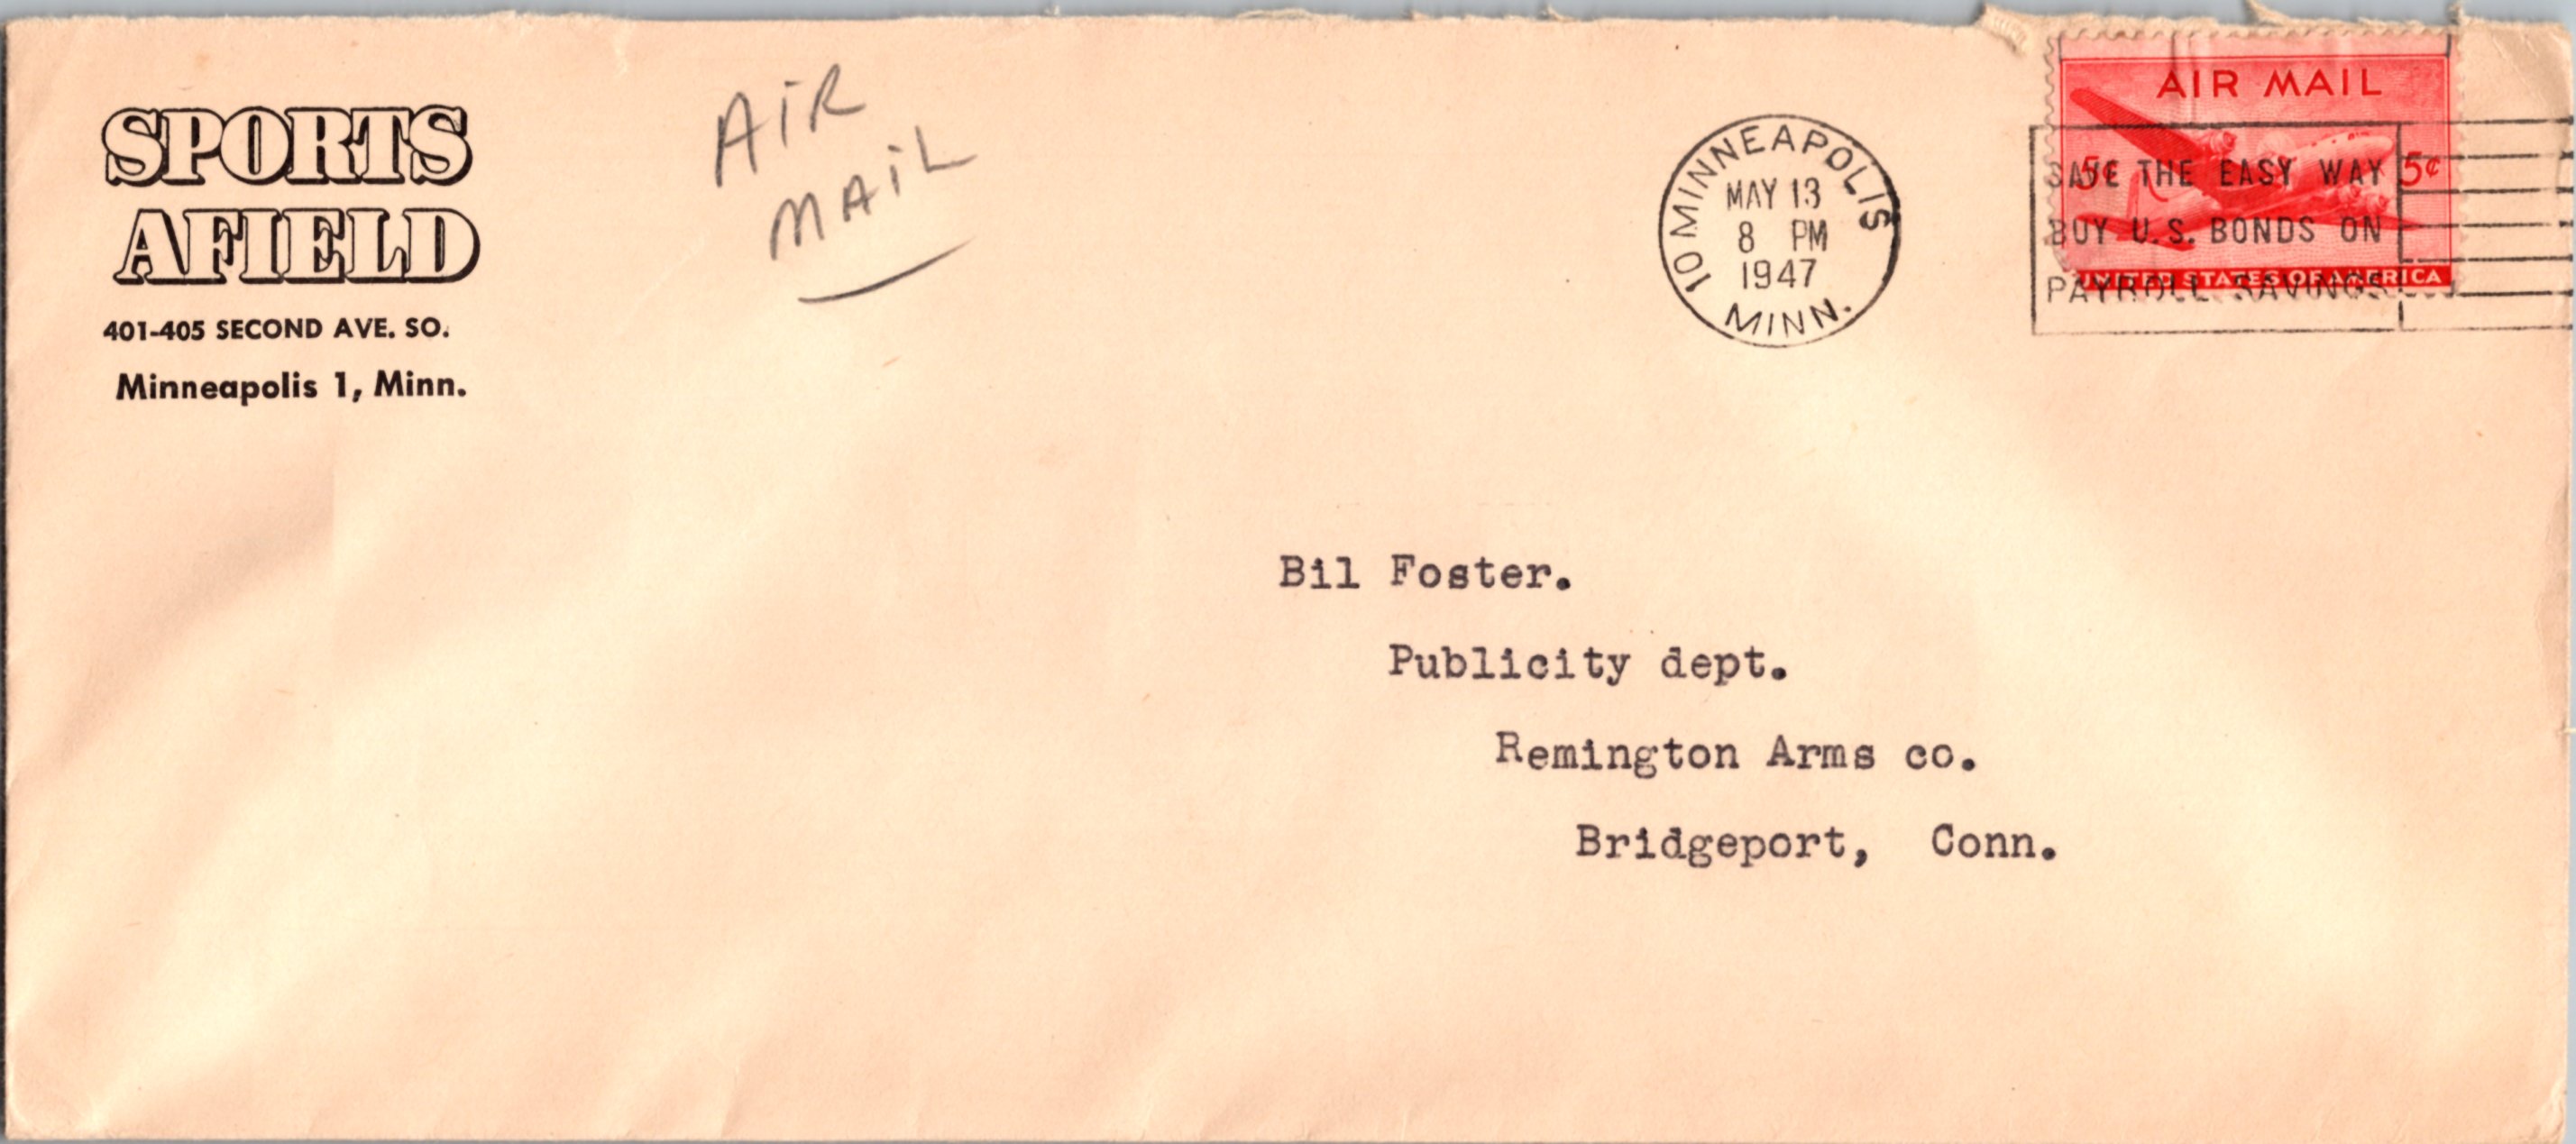 SPORTS
AFIELD
401-405 SECOND AVE. SO.
Minneapolis 1, Minn.
AIR
MAIL
MINNEAPOLIS
10
MAY 13
8 PM
1947
MINN.
AIR MAIL
5¢ 5¢
UNITED STATES OF AMERICA
SAVE THE EASY WAY
BUY U.S. BONDS ON
PAYROLL SAVINGS
Bil Foster.
Publicity dept.
Remington Arms co.
Bridgeport, Conn.